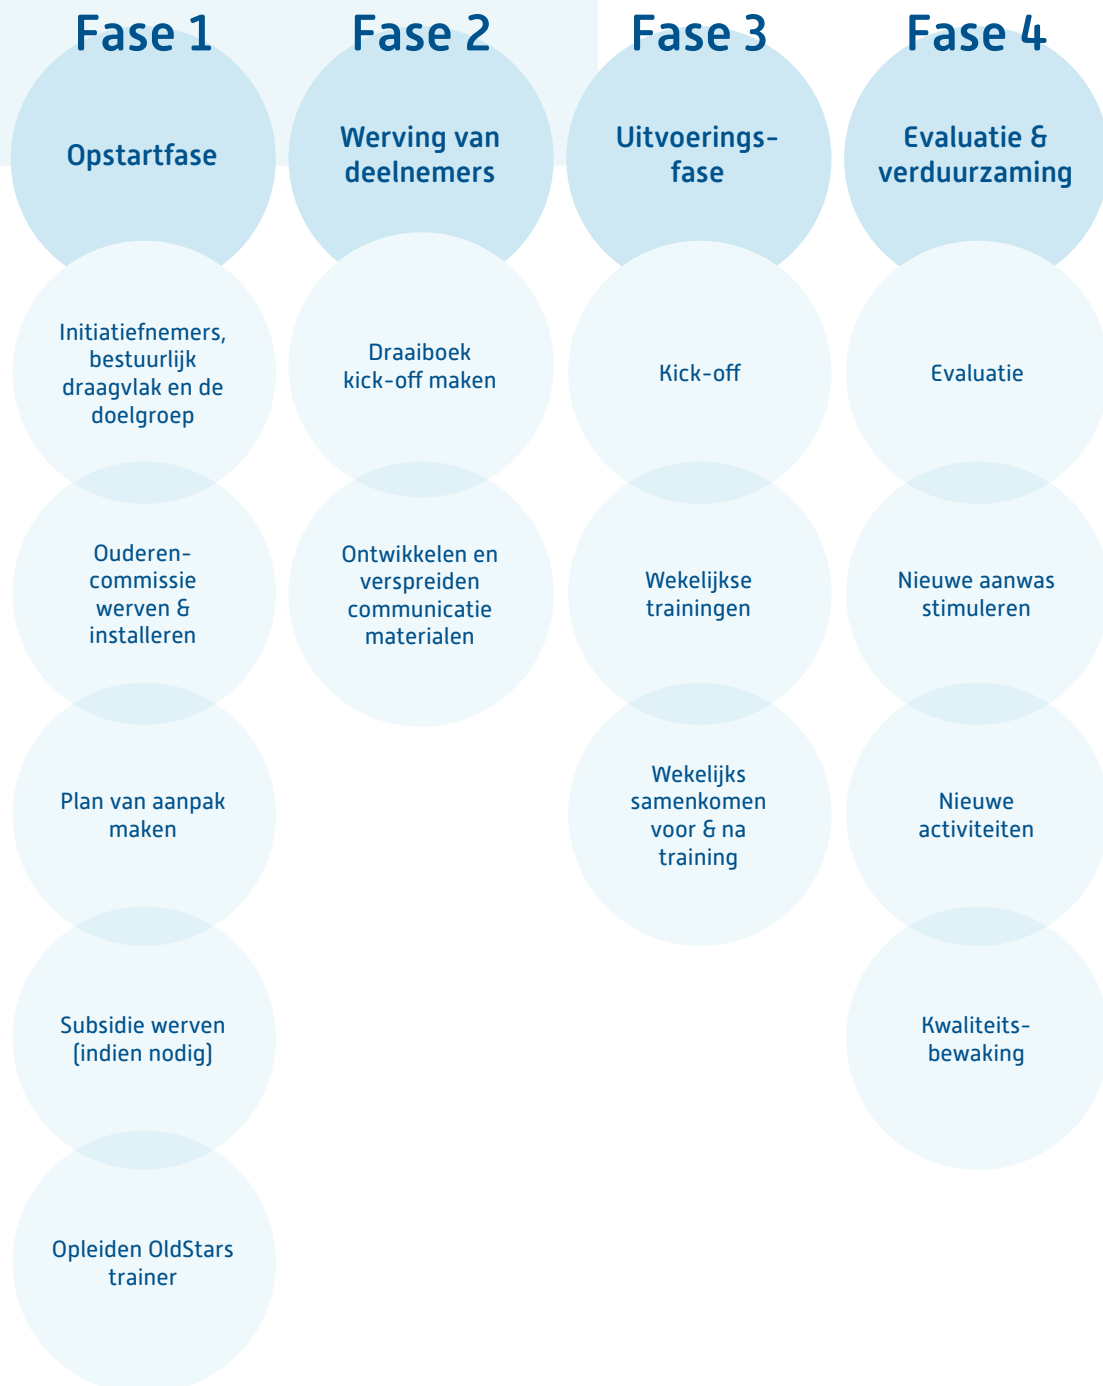 Fase 1
Opstartfase
Initiatiefnemers,
bestuurlijk
draagvlak en de
doelgroep
Ouderen-
commissie
werven &
installeren
Plan van aanpak
maken
Subsidie werven
(indien nodig)
Opleiden OldStars
trainer
Fase 2
Werving van
deelnemers
Draaiboek
kick-off maken
Ontwikkelen en
verspreiden
communicatie
materialen
Fase 3
Uitvoerings-
fase
Kick-off
Wekelijkse
trainingen
Wekelijks
samenkomen
voor & na
training
Fase 4
Evaluatie &
verduurzaming
Evaluatie
Nieuwe aanwas
stimuleren
Nieuwe
activiteiten
Kwaliteits-
bewaking